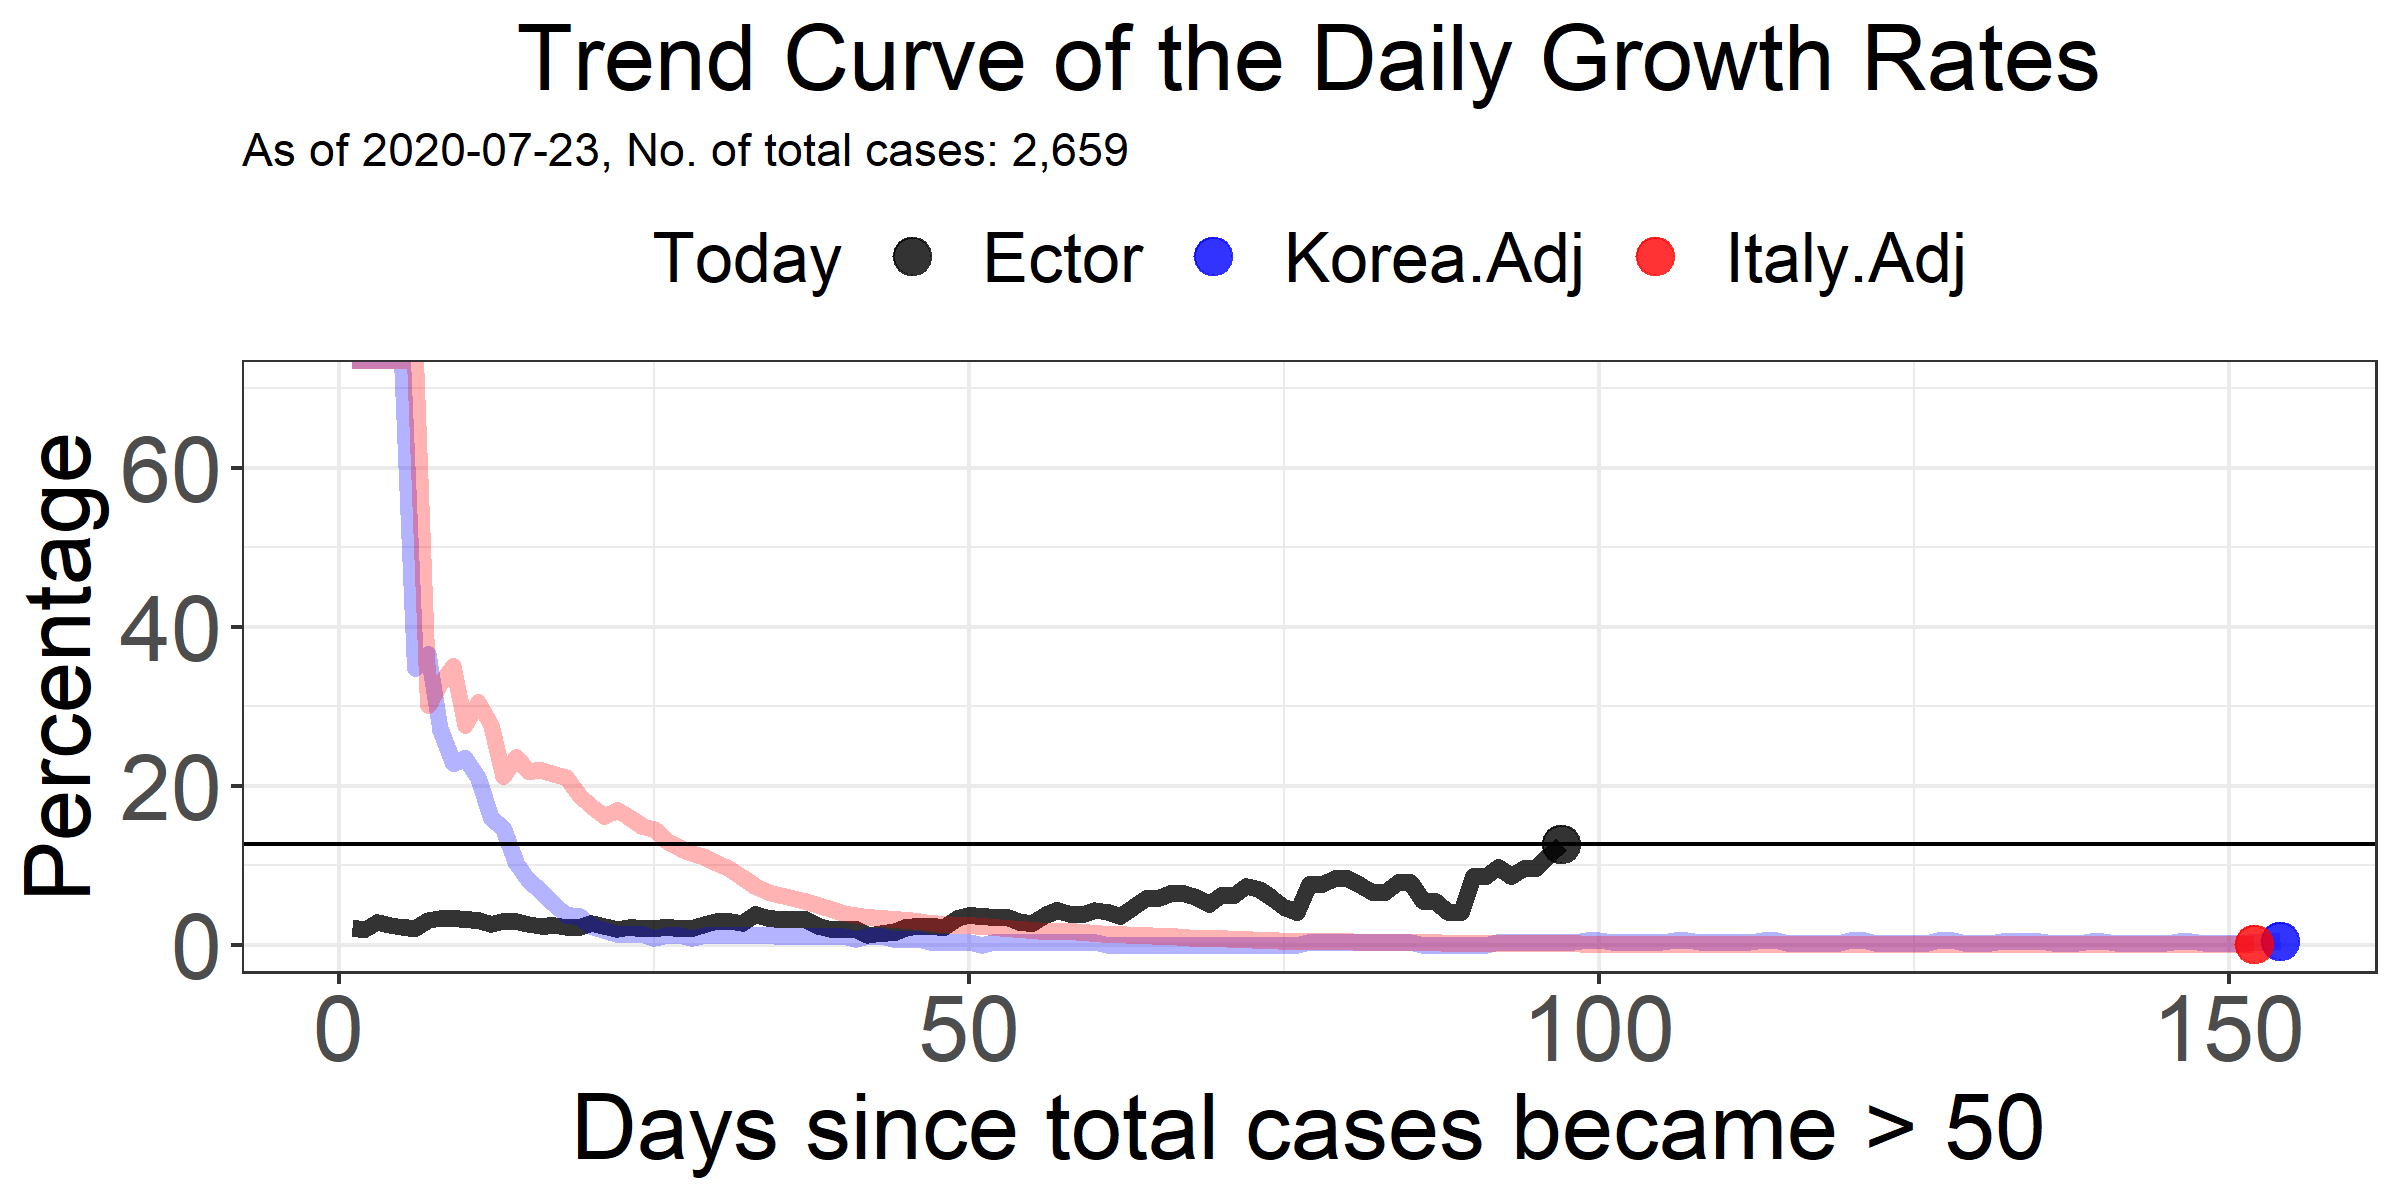 Trend Curve of the Daily Growth Rates
As of 2020-07-23, No. of total cases: 2,659
Today Ector Korea.Adj Italy.Adj
Percentage
60
40
20
0
0 50 100 150
Days since total cases became > 50